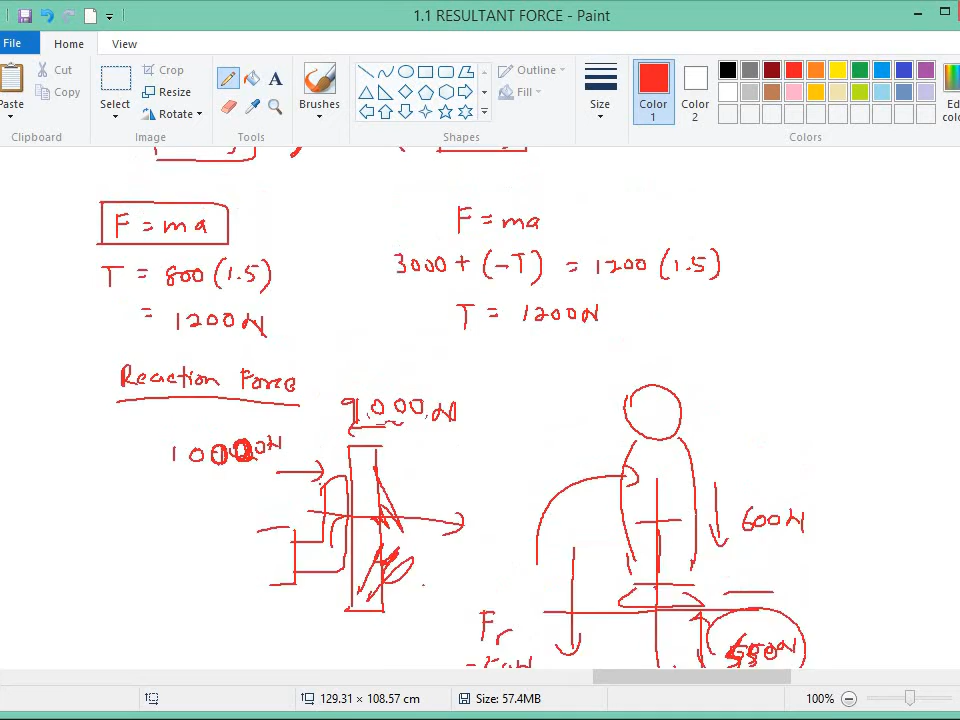 1.1 RESULTANT FORCE - Paint
File
Home
View
Paste
Cut
Copy
Clipboard
Select
Crop
Resize
Rotate
Image
Tools
Brushes
Outline
Fill
Shapes
Size
Color
1
Color
2
Colors
F = ma
T = 800 (1.5)
= 1200N
F = ma
3000 + (-T) = 1200 (1.5)
T = 1200N
Reaction Force
9,000,N
600N
Fr
129.31 × 108.57 cm
Size: 57.4MB
100%